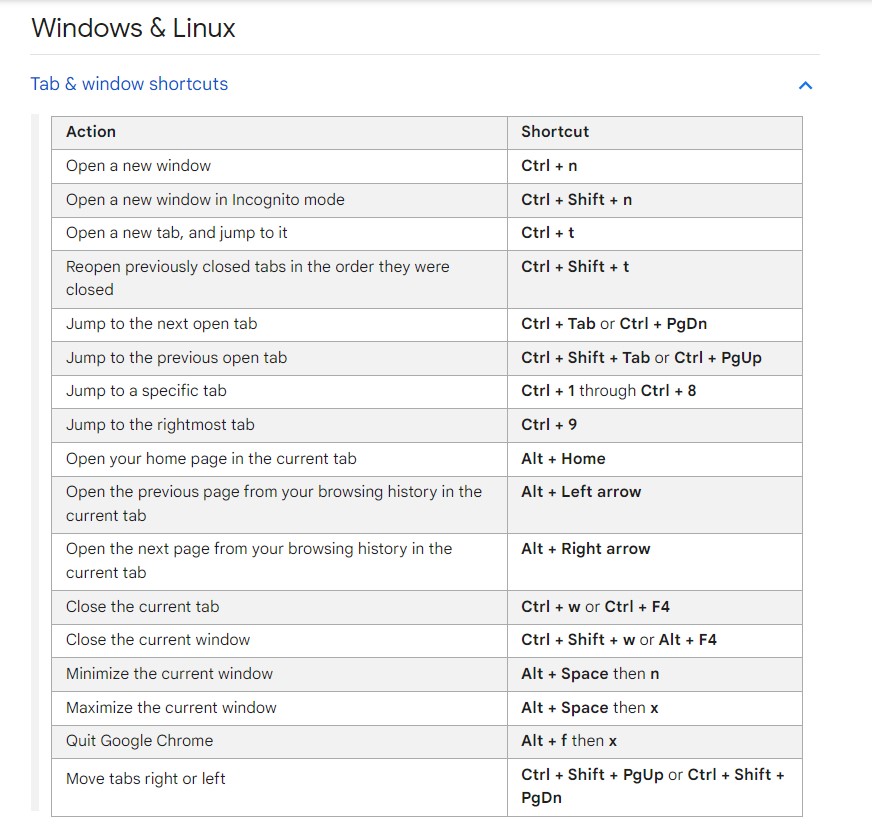 Windows & Linux
Tab & window shortcuts
Action Shortcut
Open a new window Ctrl + n
Open a new window in Incognito mode Ctrl + Shift + n
Open a new tab, and jump to it Ctrl + t
Reopen previously closed tabs in the order they were Ctrl + Shift + t
closed
Jump to the next open tab Ctrl + Tab or Ctrl + PgDn
Jump to the previous open tab Ctrl + Shift + Tab or Ctrl + PgUp
Jump to a specific tab Ctrl + 1 through Ctrl + 8
Jump to the rightmost tab Ctrl + 9
Open your home page in the current tab Alt + Home
Open the previous page from your browsing history in the Alt + Left arrow
current tab
Open the next page from your browsing history in the Alt + Right arrow
current tab
Close the current tab Ctrl + w or Ctrl + F4
Close the current window Ctrl + Shift + w or Alt + F4
Minimize the current window Alt + Space then n
Maximize the current window Alt + Space then x
Quit Google Chrome Alt + f then x
Move tabs right or left Ctrl + Shift + PgUp or Ctrl + Shift +
PgDn